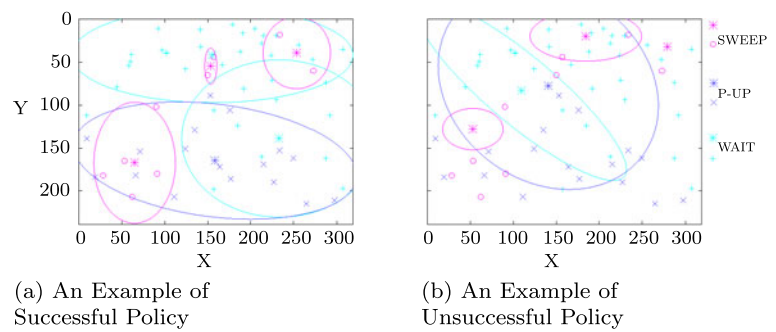 0
50
100
150
200
Y
0 50 100 150 200 250 300
X
(a) An Example of
Successful Policy
0
50
100
150
200
0 50 100 150 200 250 300
X
(b) An Example of
Unsuccessful Policy
SWEEP
P-UP
WAIT